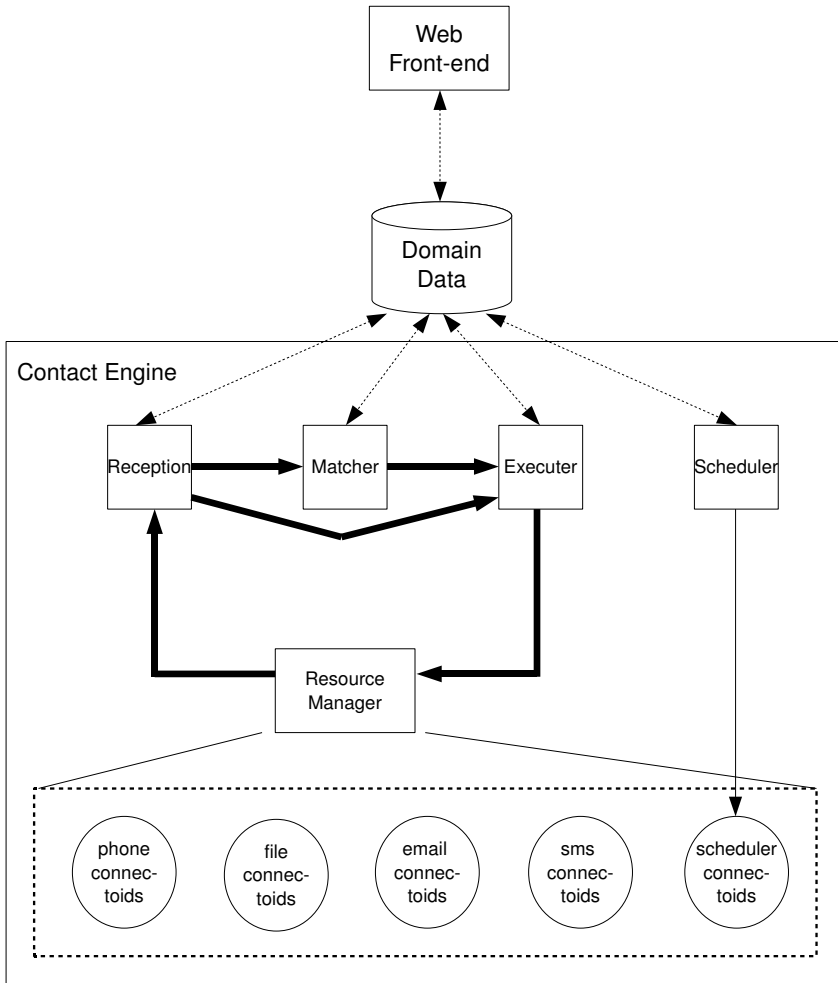 Web
Front-end
Domain
Data
Contact Engine
Reception
Matcher
Executer
Scheduler
Resource
Manager
phone
connec-
toids
file
connec-
toids
email
connec-
toids
sms
connec-
toids
scheduler
connec-
toids